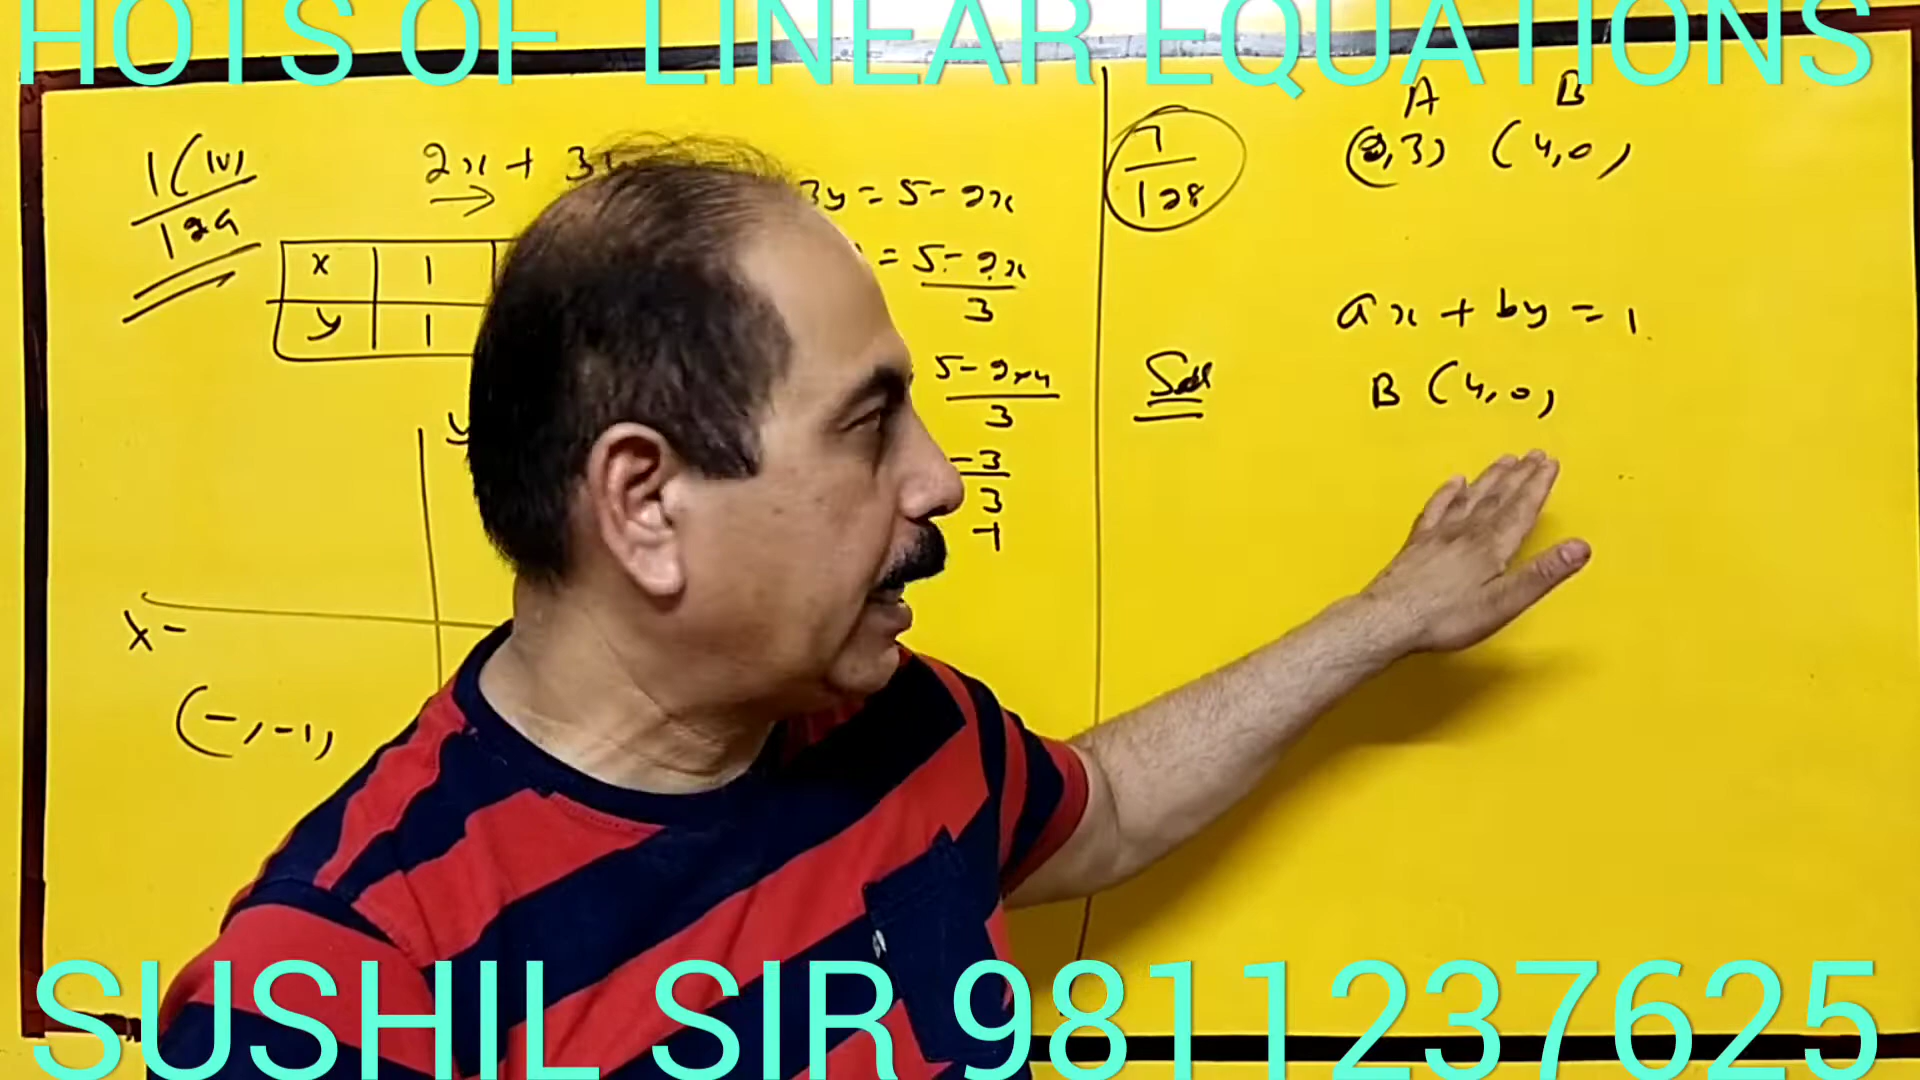 HOTS OF LINEAR EQUATIONS
1(iv)
129
2x + 3
3y = 5 - 2x
= 5 - 2x
3
x | 1
y | 1
5 - 2x4
3
-3
3
-1
y
x -
(-, -1)
7
128
A B
(2,3) (4,0)
ax + by = 1
Sol
B (4,0)
SUSHIL SIR 9811237625